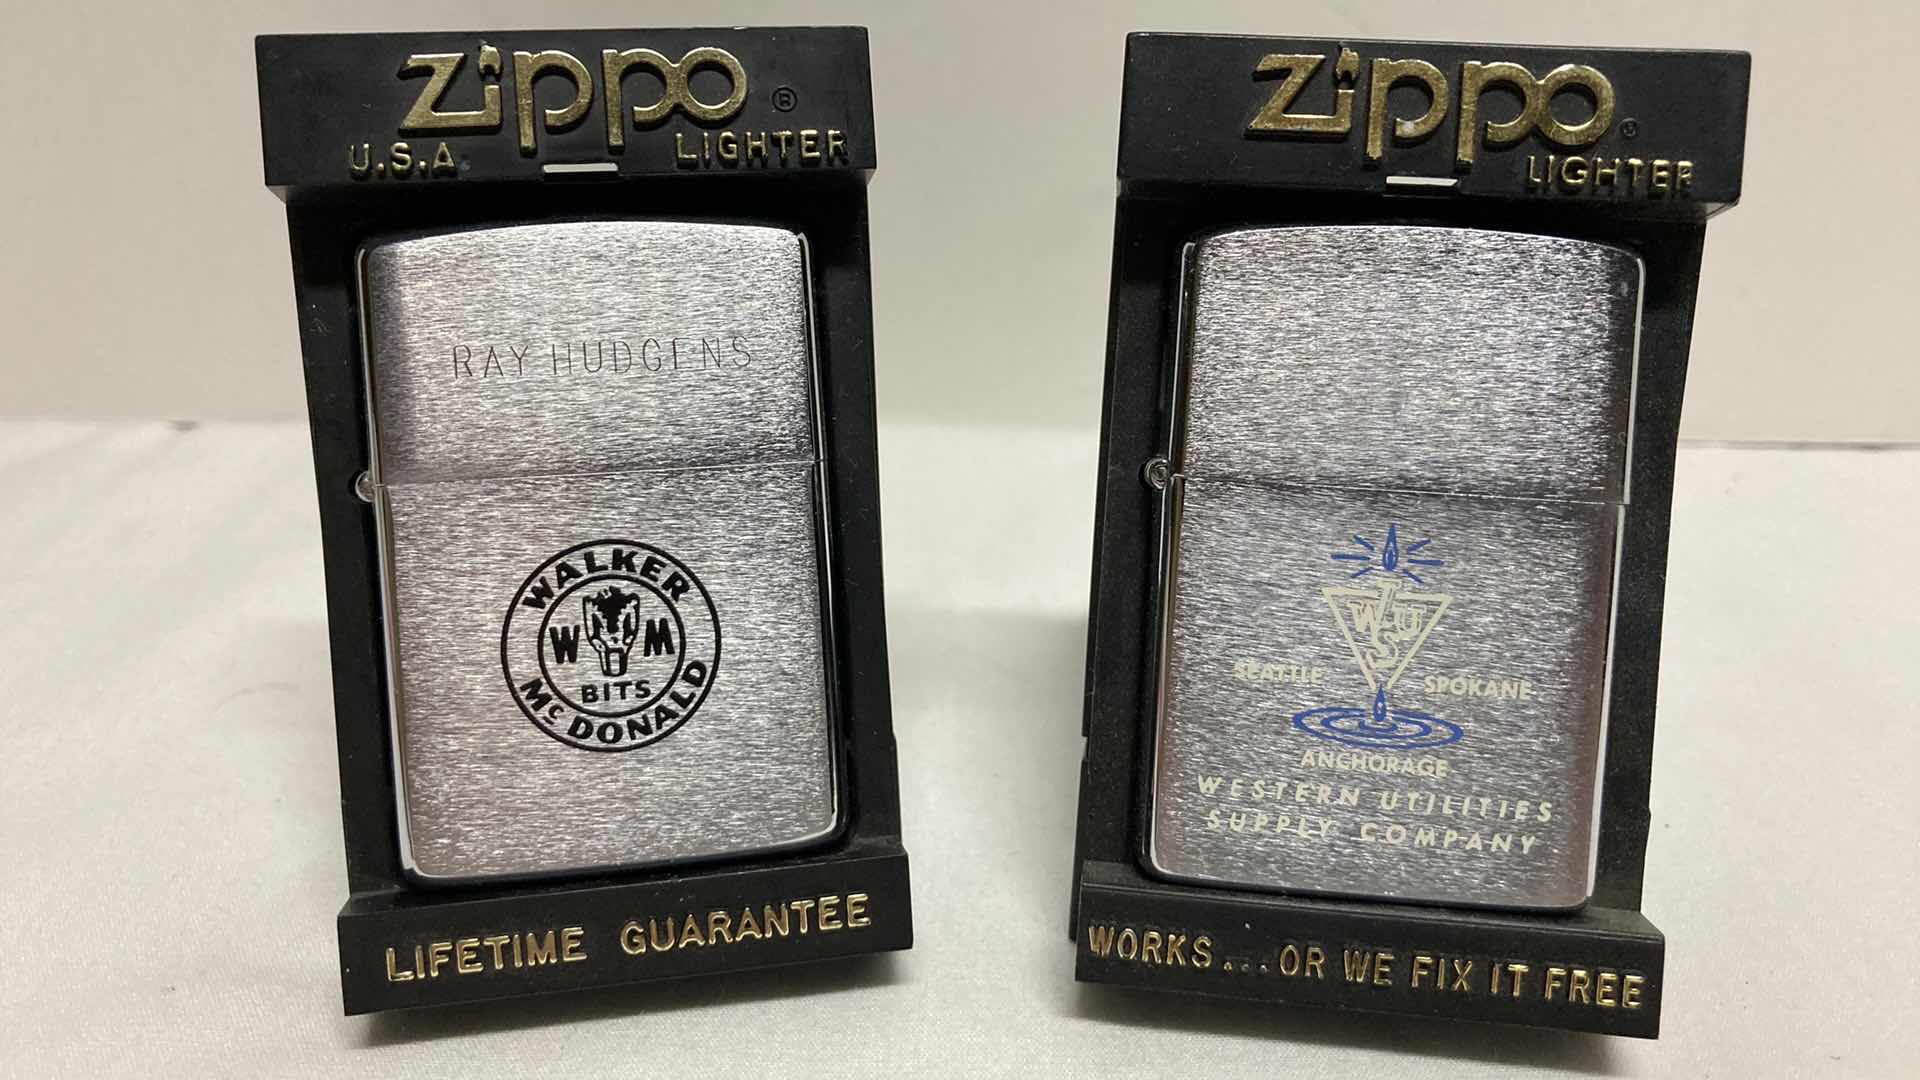 Zippo ®
U.S.A LIGHTER
RAY HUDGENS
WALKER
W M
BITS
McDONALD
LIFETIME GUARANTEE
Zippo ®
LIGHTER
WUS
SEATTLE SPOKANE
ANCHORAGE
WESTERN UTILITIES
SUPPLY COMPANY
WORKS...OR WE FIX IT FREE